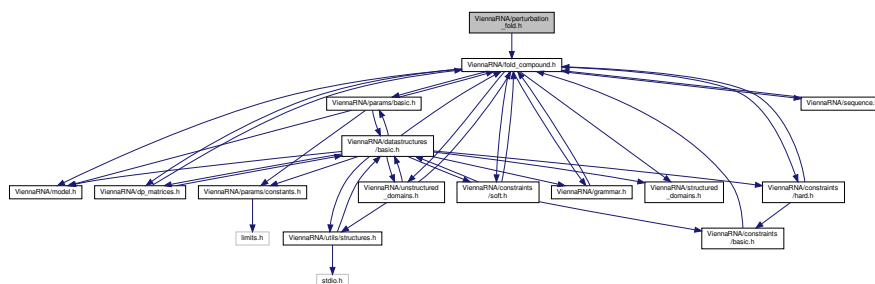 ViennaRNA/perturbation
_fold.h
ViennaRNA/fold_compound.h
ViennaRNA/params/basic.h
ViennaRNA/sequence.h
ViennaRNA/datastructures
/basic.h
ViennaRNA/model.h
ViennaRNA/dp_matrices.h
ViennaRNA/params/constants.h
ViennaRNA/unstructured
_domains.h
ViennaRNA/constraints
/soft.h
ViennaRNA/grammar.h
ViennaRNA/structured
_domains.h
ViennaRNA/constraints
/hard.h
limits.h
ViennaRNA/utils/structures.h
ViennaRNA/constraints
/basic.h
stdio.h